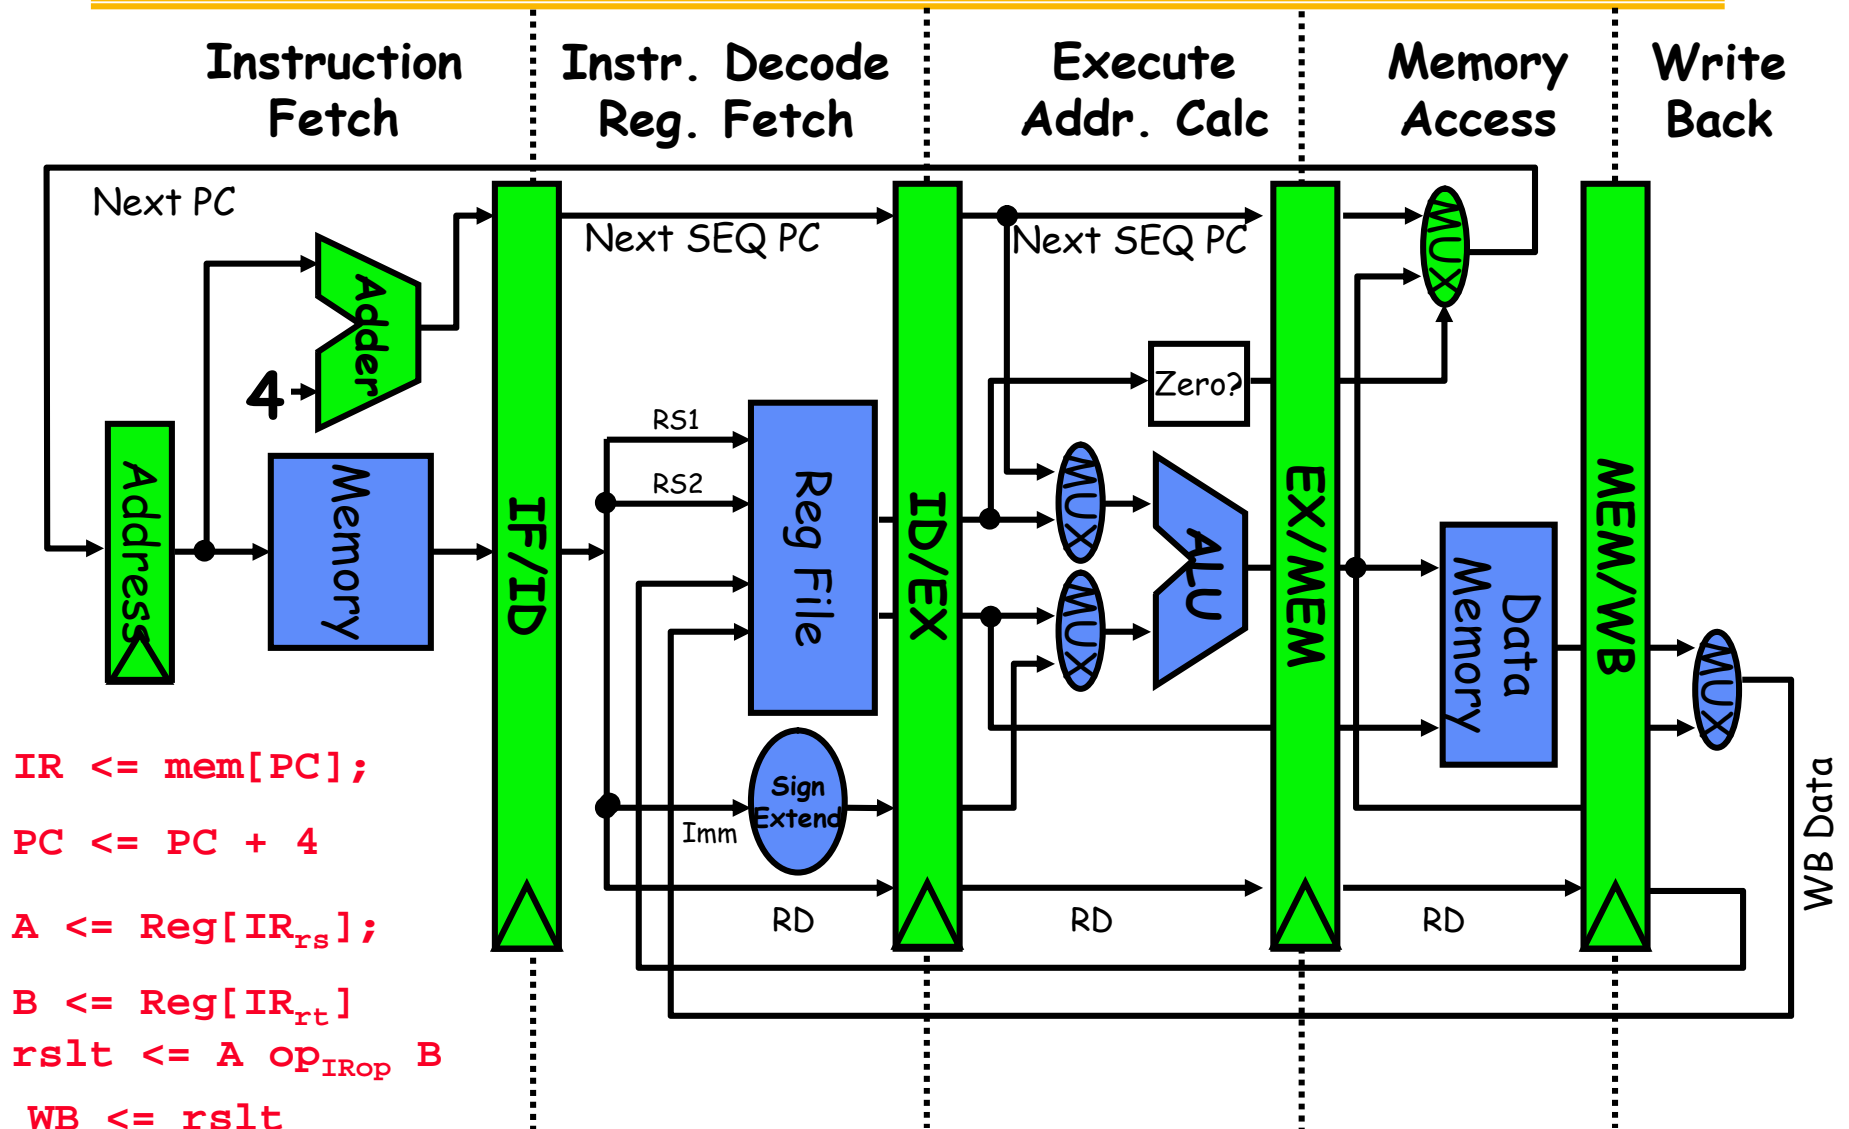 Instruction
Fetch
Instr. Decode
Reg. Fetch
Execute
Addr. Calc
Memory
Access
Write
Back
Next PC
Next SEQ PC
Next SEQ PC
MUX
Adder
4
Zero?
RS1
RS2
Address
Memory
IF/ID
Reg File
ID/EX
MUX
MUX
ALU
EX/MEM
Data
Memory
MEM/WB
MUX
Sign
Extend
Imm
RD
RD
RD
WB Data
IR <= mem[PC];
PC <= PC + 4
A <= Reg[IRrs];
B <= Reg[IRrt]
rslt <= A opIRop B
WB <= rslt